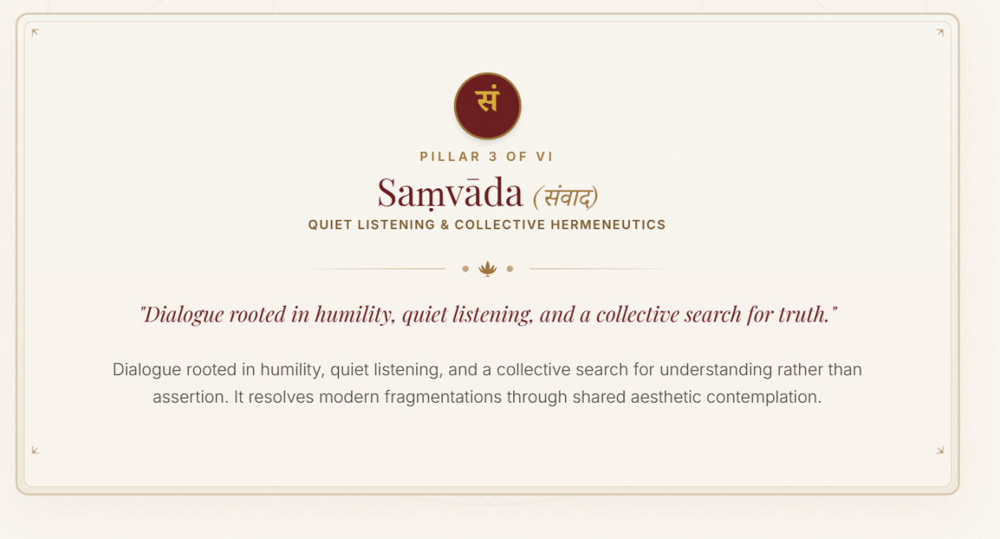 सं
PILLAR 3 OF VI
Saṃvāda (संवाद)
QUIET LISTENING & COLLECTIVE HERMENEUTICS
"Dialogue rooted in humility, quiet listening, and a collective search for truth."
Dialogue rooted in humility, quiet listening, and a collective search for understanding rather than
assertion. It resolves modern fragmentations through shared aesthetic contemplation.